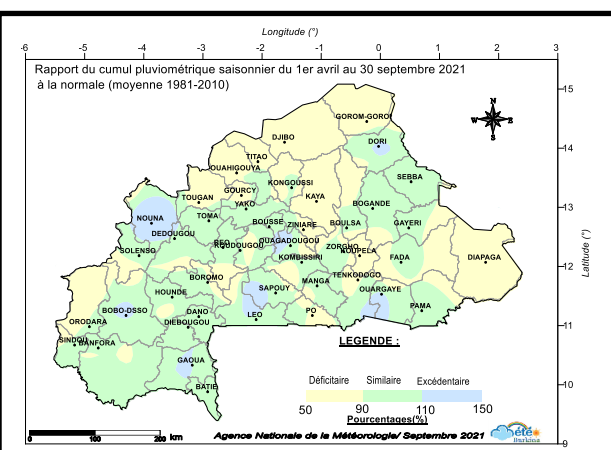 Longitude (°)
-6 -5 -4 -3 -2 -1 0 1 2 3
Rapport du cumul pluviométrique saisonnier du 1er avril au 30 septembre 2021
à la normale (moyenne 1981-2010)
15
N
W E
S
GOROM-GOROM
DJIBO
DORI
14
TITAO
OUAHIGOUYA
KONGOUSSI
SEBBA
GOURCY
TOUGAN
KAYA
YAKO
BOGANDE
13
NOUNA
TOMA
BOUSSE
ZINIARE
BOULSA
GAYERI
DEDOUGOU
REO
KOUDOUGOU
OUAGADOUGOU
ZORGHO
KOUPELA
SOLENSO
KOMBISSIRI
FADA
DIAPAGA
Latitude (°)
12
BOROMO
TENKODOGO
HOUNDE
SAPOUY
MANGA
OUARGAYE
BOBO-DSSO
DANO
LEO
PO
PAMA
ORODARA
DIEBOUGOU
11
SINDOU
BANFORA
LEGENDE :
GAOUA
BATIE
Déficitaire Similaire Excédentaire
10
50 90 110 150
Pourcentages(%)
0 100 200 km
Agence Nationale de la Météorologie/ Septembre 2021
météo
Burkina
9